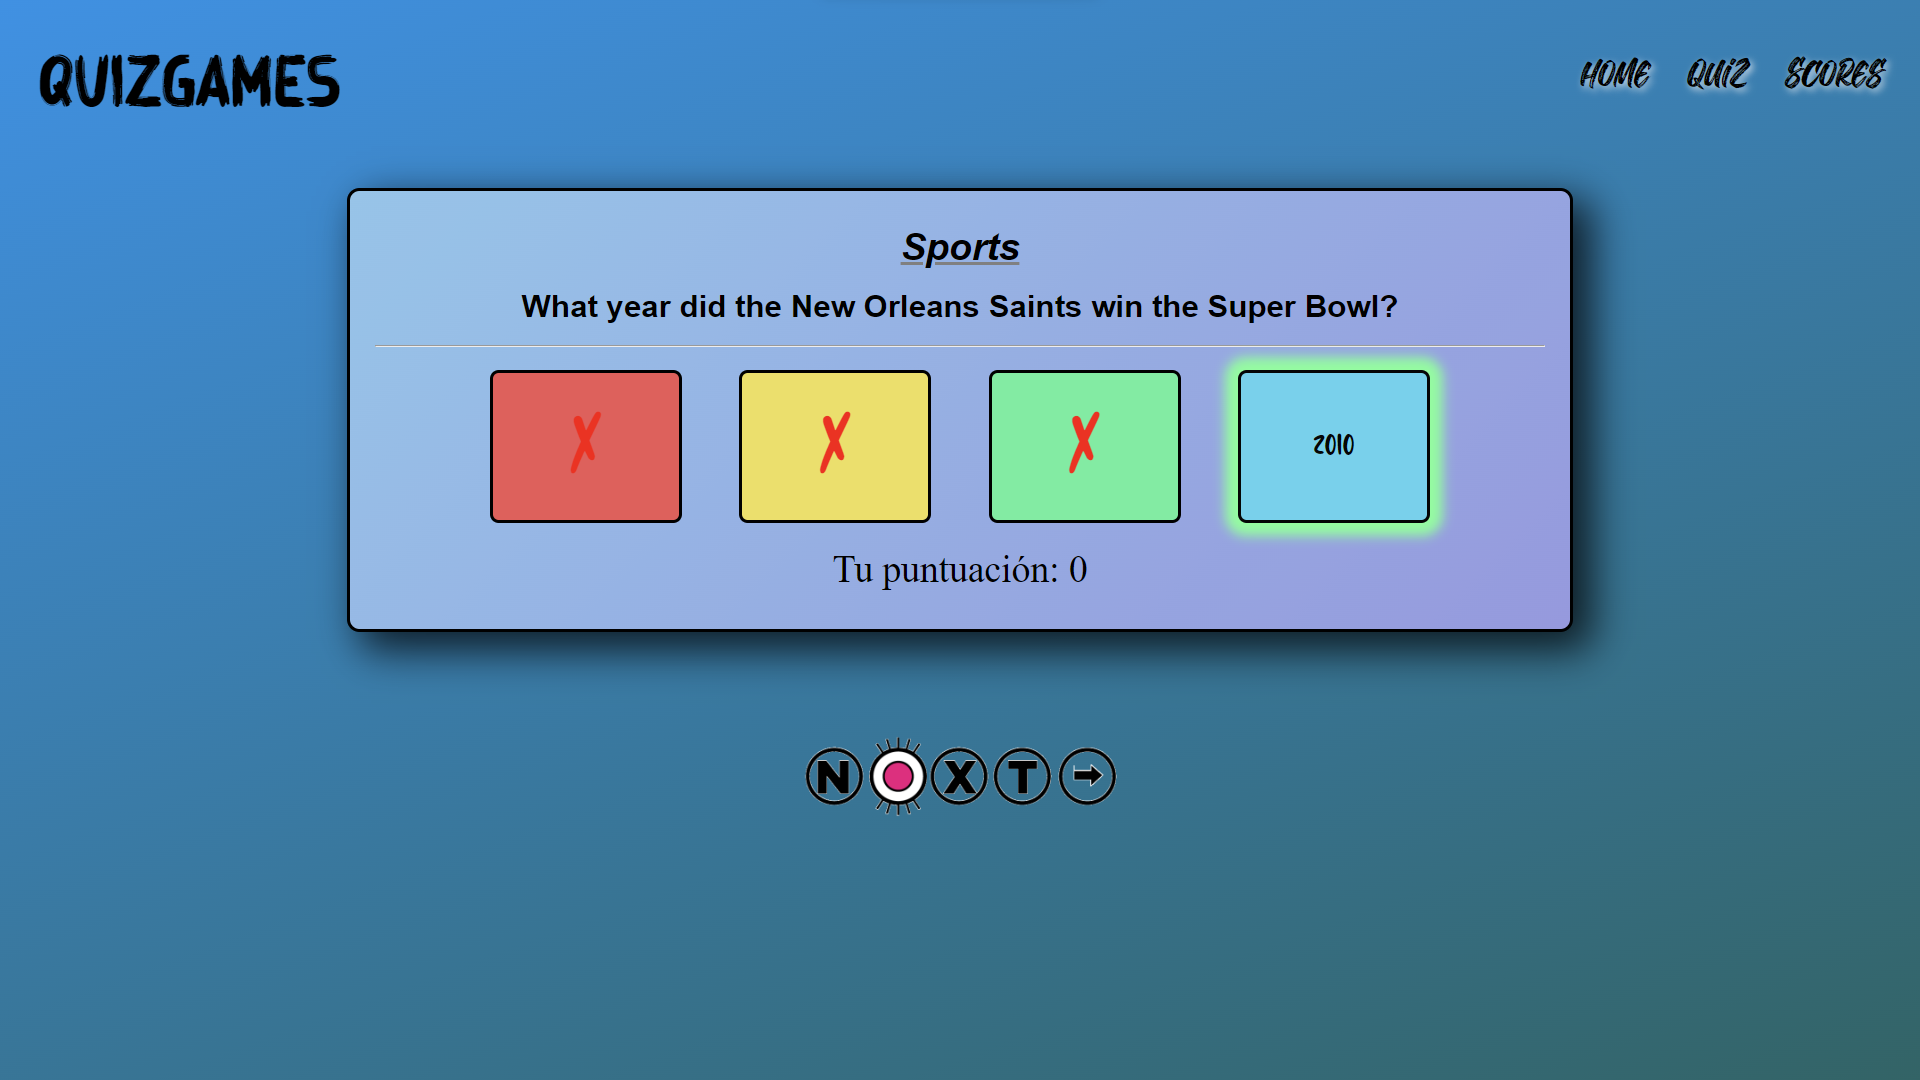 QUIZGAMES
HOME QUIZ SCORES
Sports
What year did the New Orleans Saints win the Super Bowl?
✗ ✗ ✗ 2010
Tu puntuación: 0
NEXT →